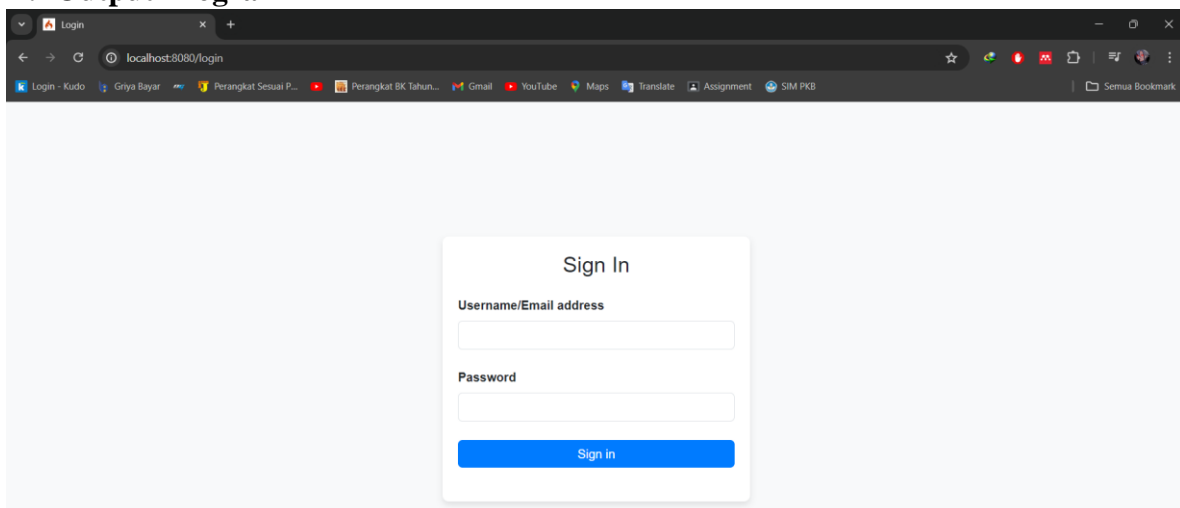 Login
localhost:8080/login
Login - Kudo Griya Bayar Perangkat Sesuai P... Perangkat BK Tahun... Gmail YouTube Maps Translate Assignment SIM PKB Semua Bookmark
Sign In
Username/Email address
Password
Sign in